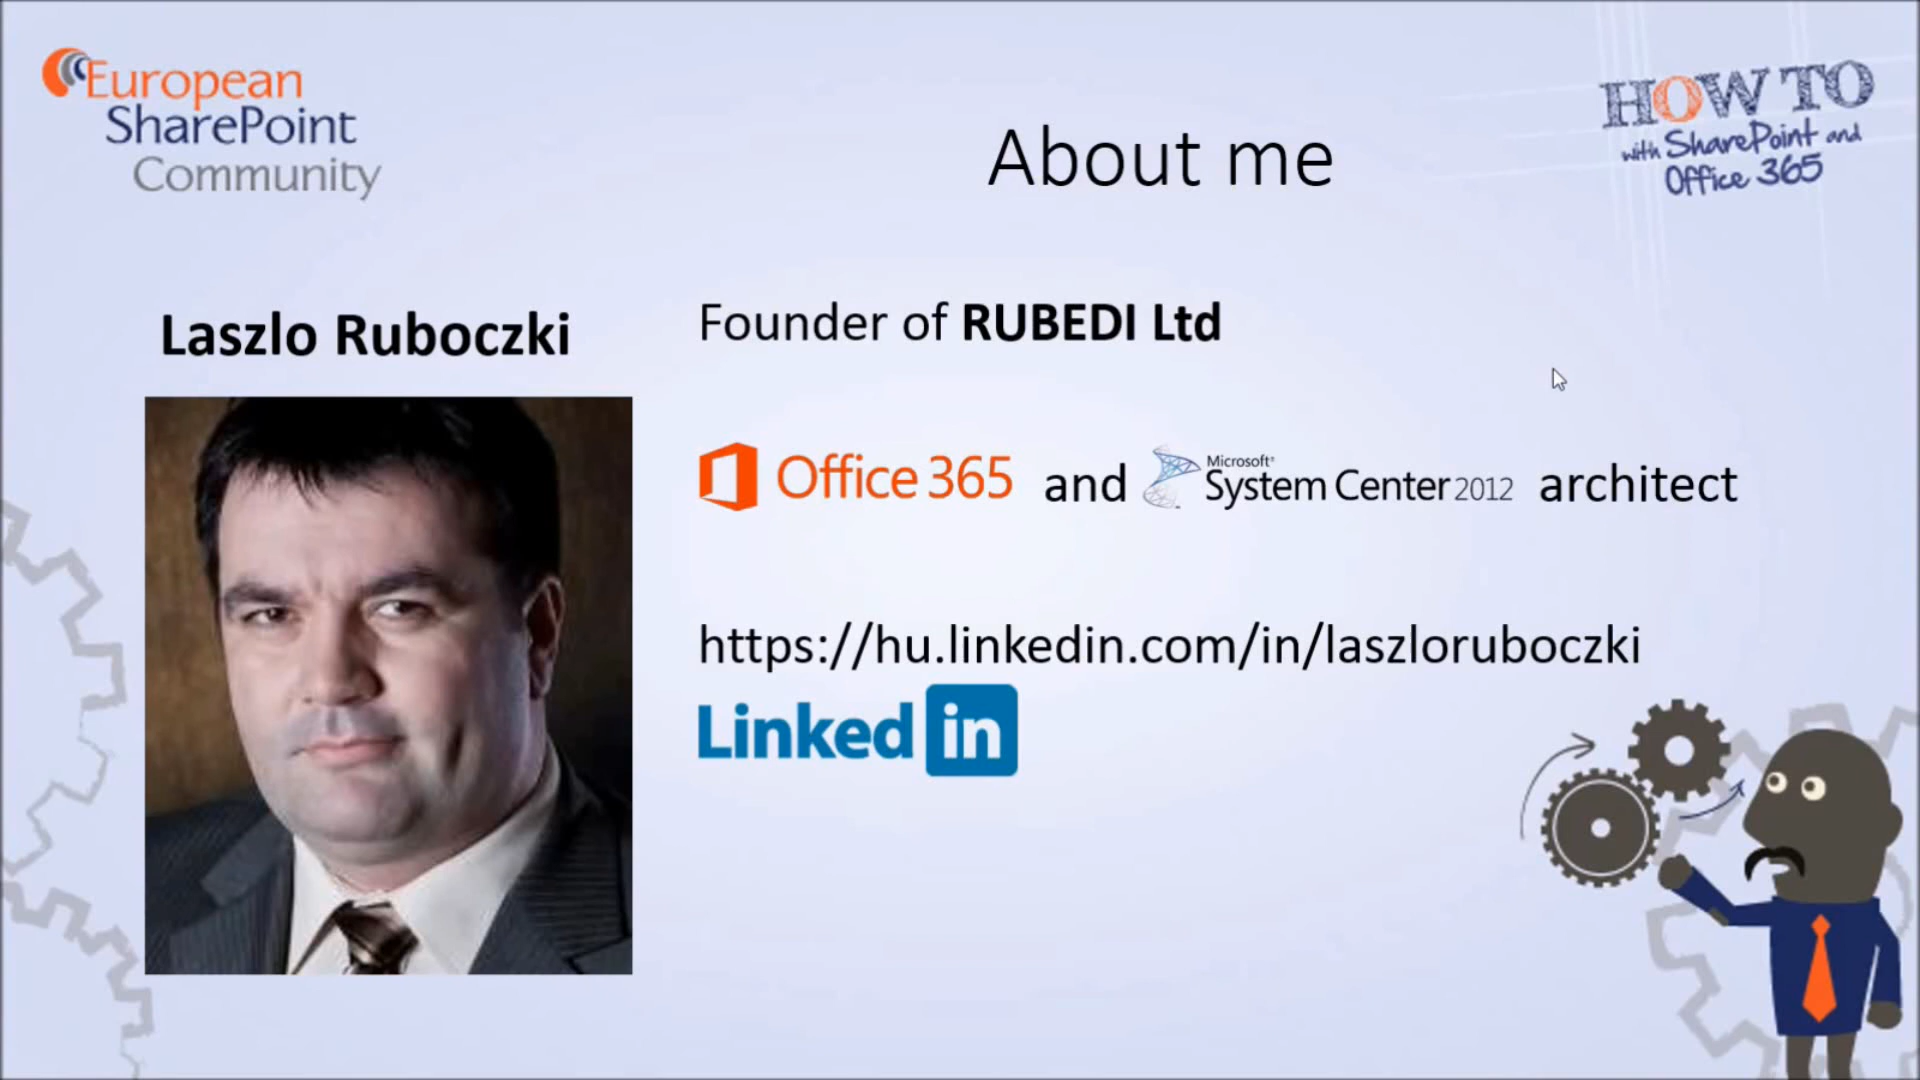 European
SharePoint
Community
HOW TO
with SharePoint and
Office 365
About me
Laszlo Ruboczki
Founder of RUBEDI Ltd
Office 365 and Microsoft® System Center 2012 architect
https://hu.linkedin.com/in/laszloruboczki
Linked in